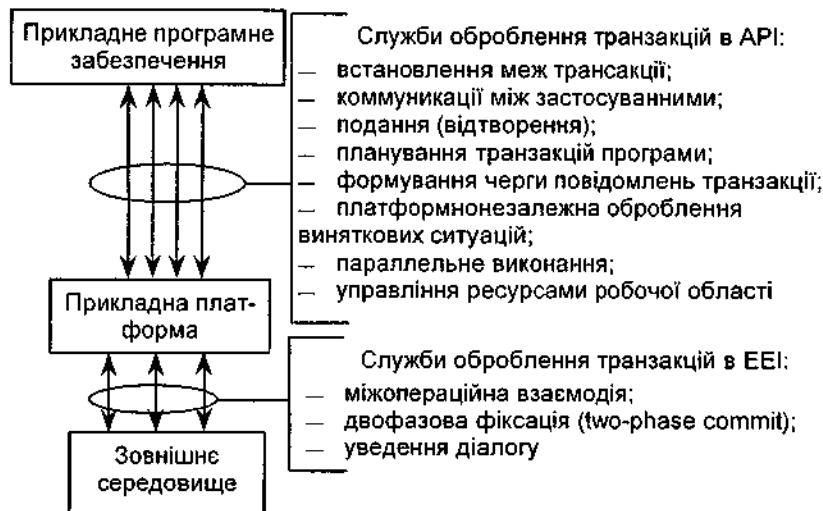 Прикладне програмне
забезпечення
Служби оброблення транзакцій в API:
— встановлення меж трансакції;
— коммуникації між застосуванними;
— подання (відтворення);
— планування транзакцій програми;
— формування черги повідомлень транзакції;
— платформнонезалежна оброблення
виняткових ситуацій;
— параллельне виконання;
— управління ресурсами робочої області
Прикладна плат-
форма
Служби оброблення транзакцій в EEI:
— міжопераційна взаємодія;
— двофазова фіксація (two-phase commit);
— уведення діалогу
Зовнішнє
середовище